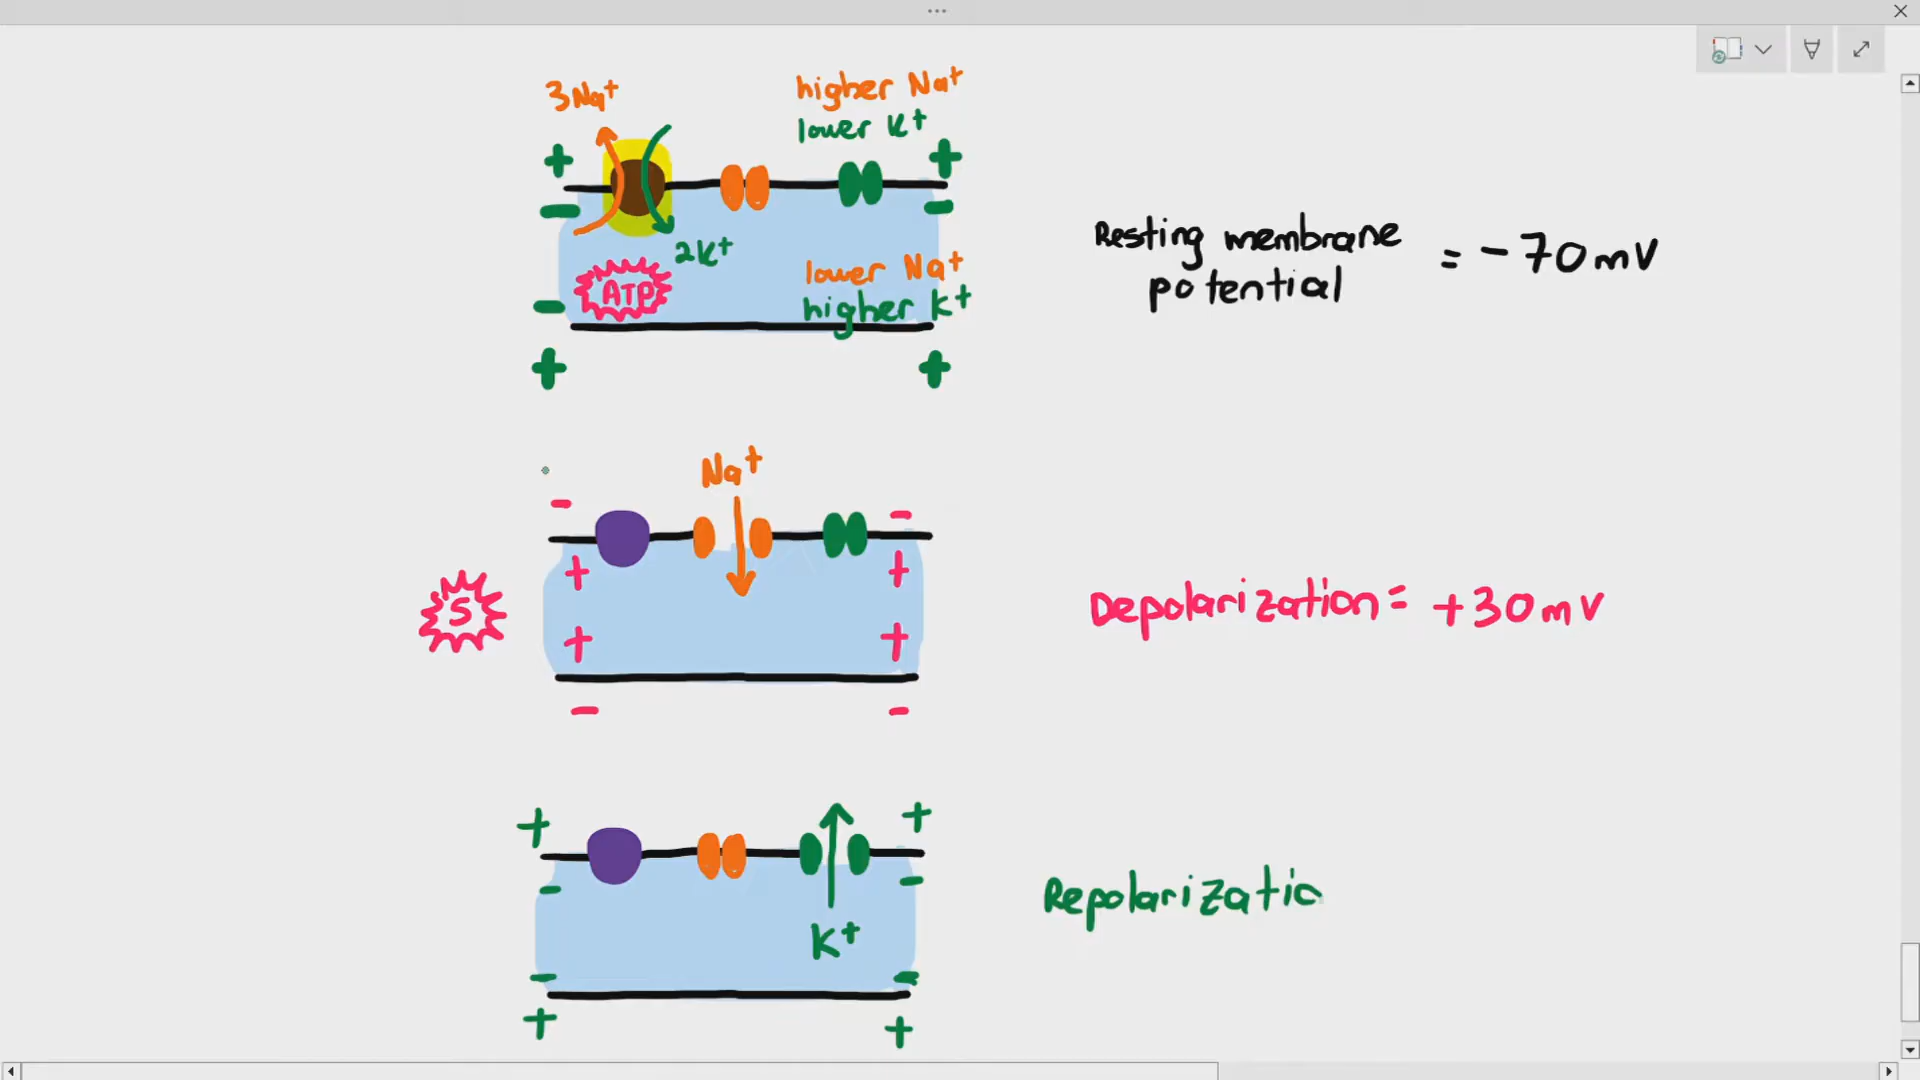 3Na+
higher Na+
lower K+
+
+
-
-
2K+
ATP
lower Na+
higher K+
-
+
+
Resting membrane
potential
= - 70mV
Na+
-
-
+
+
S
+
+
-
-
Depolarization = +30mV
+
+
-
-
K+
-
-
+
+
Repolarizatio